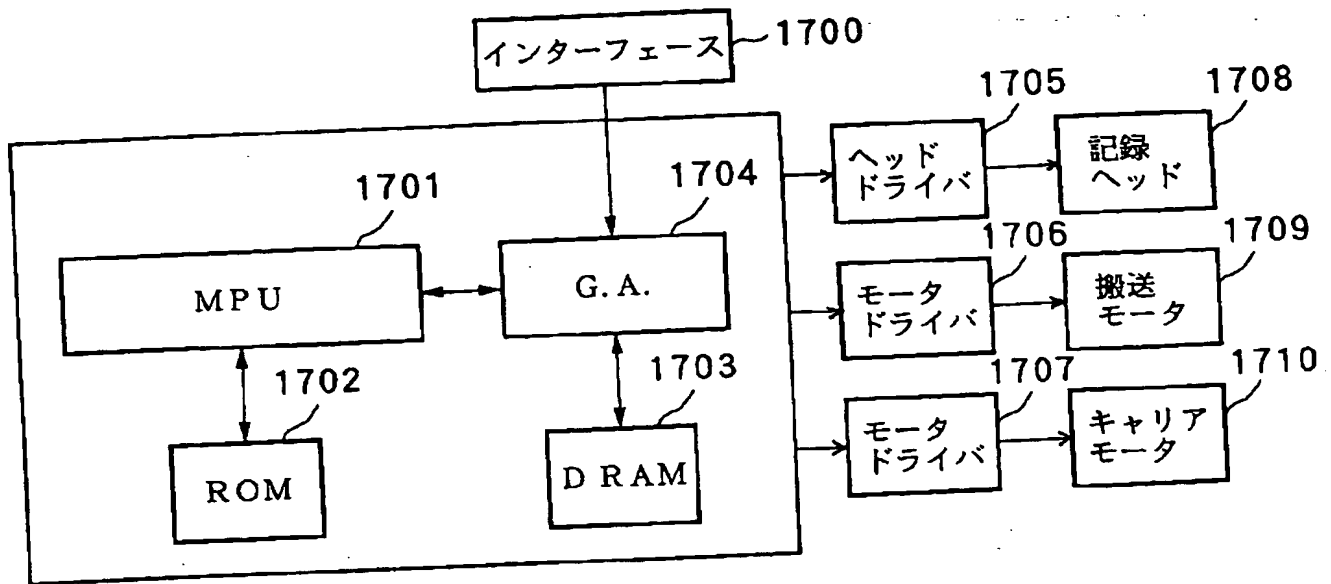 インターフェース
1700
1705
1708
ヘッド
ドライバ
記録
ヘッド
1701
1704
MPU
G.A.
1706
1709
モータ
ドライバ
搬送
モータ
1702
1703
ROM
DRAM
1707
1710
モータ
ドライバ
キャリア
モータ